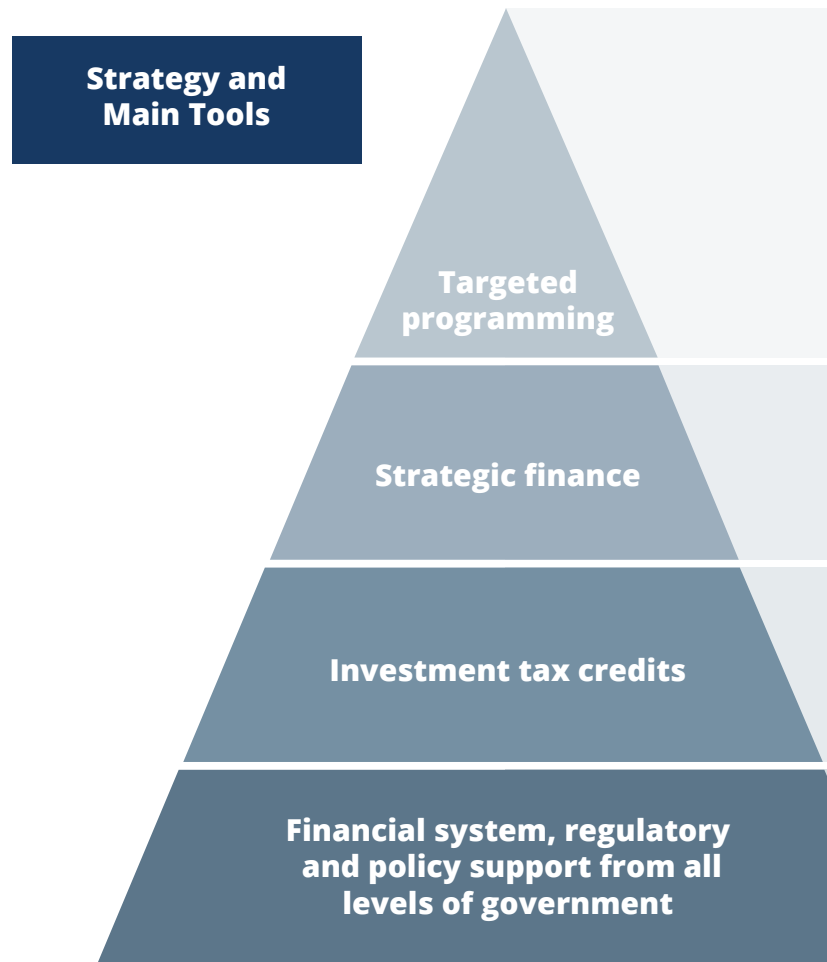 Strategy and
Main Tools
Targeted
programming
Strategic finance
Investment tax credits
Financial system, regulatory
and policy support from all
levels of government